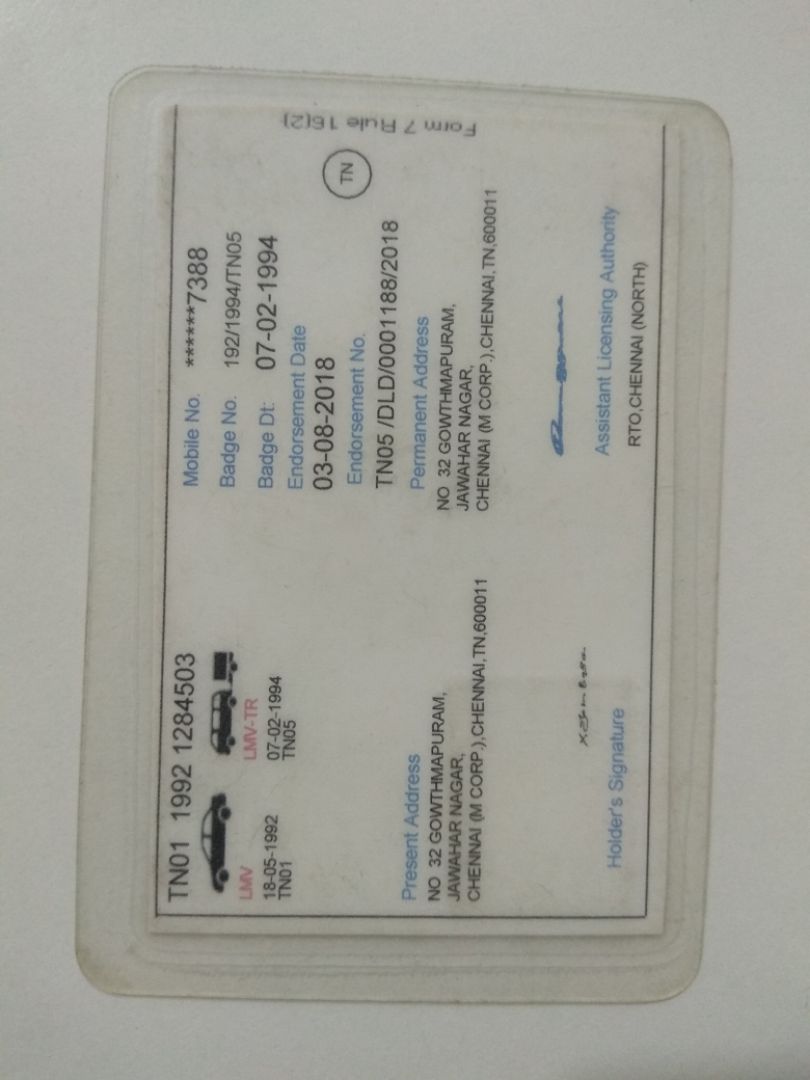 Form 7 Rule 16(2)
TN01 1992 1284503
LMV
18-05-1992
TN01
LMV-TR
07-02-1994
TN05
Mobile No. ******7388
Badge No. 192/1994/TN05
Badge Dt: 07-02-1994
Endorsement Date
03-08-2018
TN
Endorsement No.
TN05 /DLD/0001188/2018
Present Address
NO 32 GOWTHMAPURAM,
JAWAHAR NAGAR,
CHENNAI (M CORP.),CHENNAI,TN,600011
Permanent Address
NO 32 GOWTHMAPURAM,
JAWAHAR NAGAR,
CHENNAI (M CORP.),CHENNAI,TN,600011
Holder's Signature
Assistant Licensing Authority
RTO,CHENNAI (NORTH)